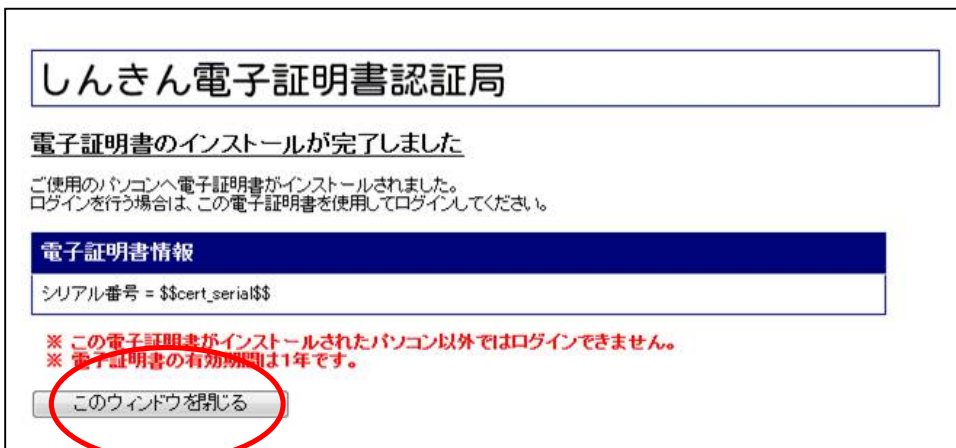 しんきん電子証明書認証局
電子証明書のインストールが完了しました
ご使用のパソコンへ電子証明書がインストールされました。
ログインを行う場合は、この電子証明書を使用してログインしてください。
電子証明書情報
シリアル番号 = $$cert_serial$$
※ この電子証明書がインストールされたパソコン以外ではログインできません。
※ 電子証明書の有効期間は1年です。
このウィンドウを閉じる